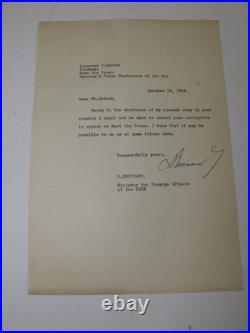 Lawrence E.Spivak
Producer
Meet the Press
America's Press Conference of the Air
October 16, 1958.
Dear Mr.Spivak,
Owing to the shortness of my present stay in your
country I shall not be able to accept your invitation
to appear on Meet the Press. I hope that it may be
possible to do so at some future date.
Respectfully yours,
Minister for Foreign Affairs
of the USSR